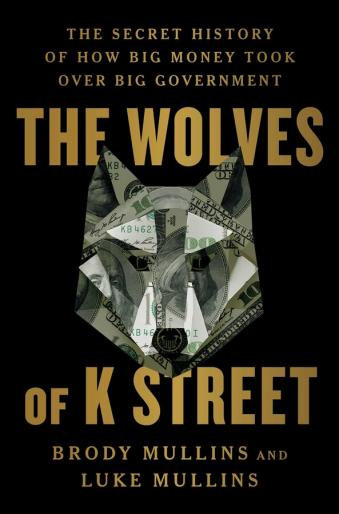 THE SECRET HISTORY
OF HOW BIG MONEY TOOK
OVER BIG GOVERNMENT
THE WOLVES
OF K STREET
BRODY MULLINS AND
LUKE MULLINS